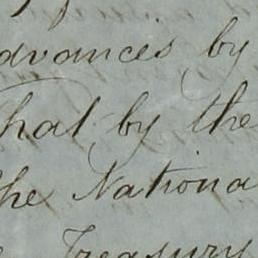 advances by
that by the
the Nationa
Treasury